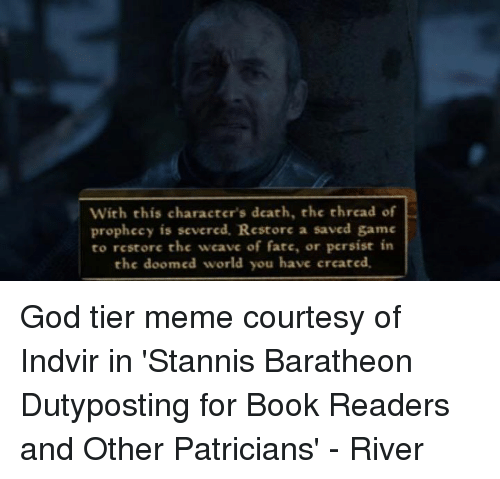 With this character's death, the thread of
prophecy is severed. Restore a saved game
to restore the weave of fate, or persist in
the doomed world you have created.
God tier meme courtesy of
Indvir in 'Stannis Baratheon
Dutyposting for Book Readers
and Other Patricians' - River